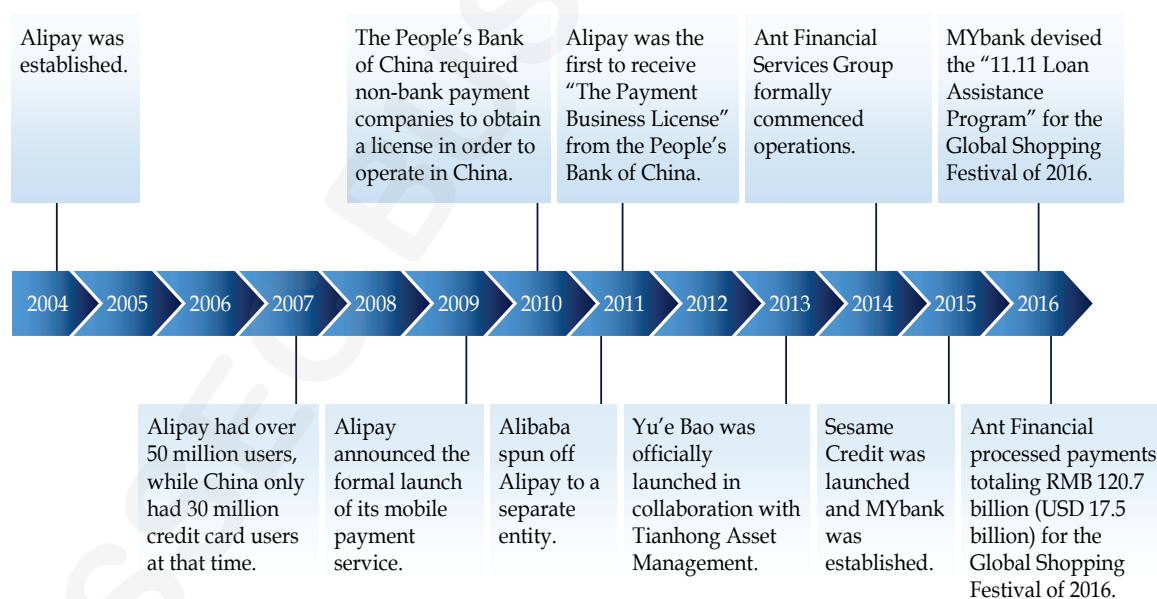 Alipay was
established.
The People's Bank
of China required
non-bank payment
companies to obtain
a license in order to
operate in China.
Alipay was the
first to receive
"The Payment
Business License"
from the People's
Bank of China.
Ant Financial
Services Group
formally
commenced
operations.
MYbank devised
the "11.11 Loan
Assistance
Program" for the
Global Shopping
Festival of 2016.
2004 2005 2006 2007 2008 2009 2010 2011 2012 2013 2014 2015 2016
Alipay had over
50 million users,
while China only
had 30 million
credit card users
at that time.
Alipay
announced the
formal launch
of its mobile
payment
service.
Alibaba
spun off
Alipay to a
separate
entity.
Yu'e Bao was
officially
launched in
collaboration with
Tianhong Asset
Management.
Sesame
Credit was
launched
and MYbank
was
established.
Ant Financial
processed payments
totaling RMB 120.7
billion (USD 17.5
billion) for the
Global Shopping
Festival of 2016.